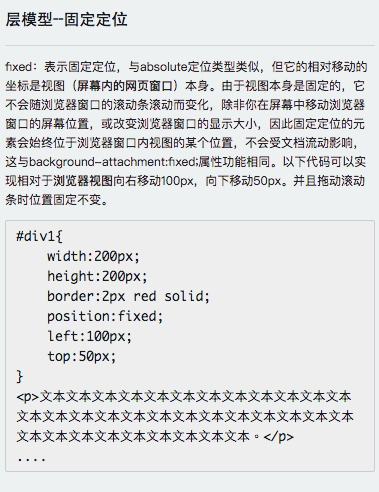 层模型--固定定位
fixed：表示固定定位，与absolute定位类型类似，但它的相对移动的
坐标是视图（屏幕内的网页窗口）本身。由于视图本身是固定的，它
不会随浏览器窗口的滚动条滚动而变化，除非你在屏幕中移动浏览器
窗口的屏幕位置，或改变浏览器窗口的显示大小，因此固定定位的元
素会始终位于浏览器窗口内视图的某个位置，不会受文档流动影响，
这与background-attachment:fixed;属性功能相同。以下代码可以实
现相对于浏览器视图向右移动100px，向下移动50px。并且拖动滚动
条时位置固定不变。
#div1{
    width:200px;
    height:200px;
    border:2px red solid;
    position:fixed;
    left:100px;
    top:50px;
}
<p>文本文本文本文本文本文本文本文本文本文本文本文本
文本文本文本文本文本文本文本文本文本文本文本文本文本
文本文本文本文本文本文本文本文本文本。</p>
....